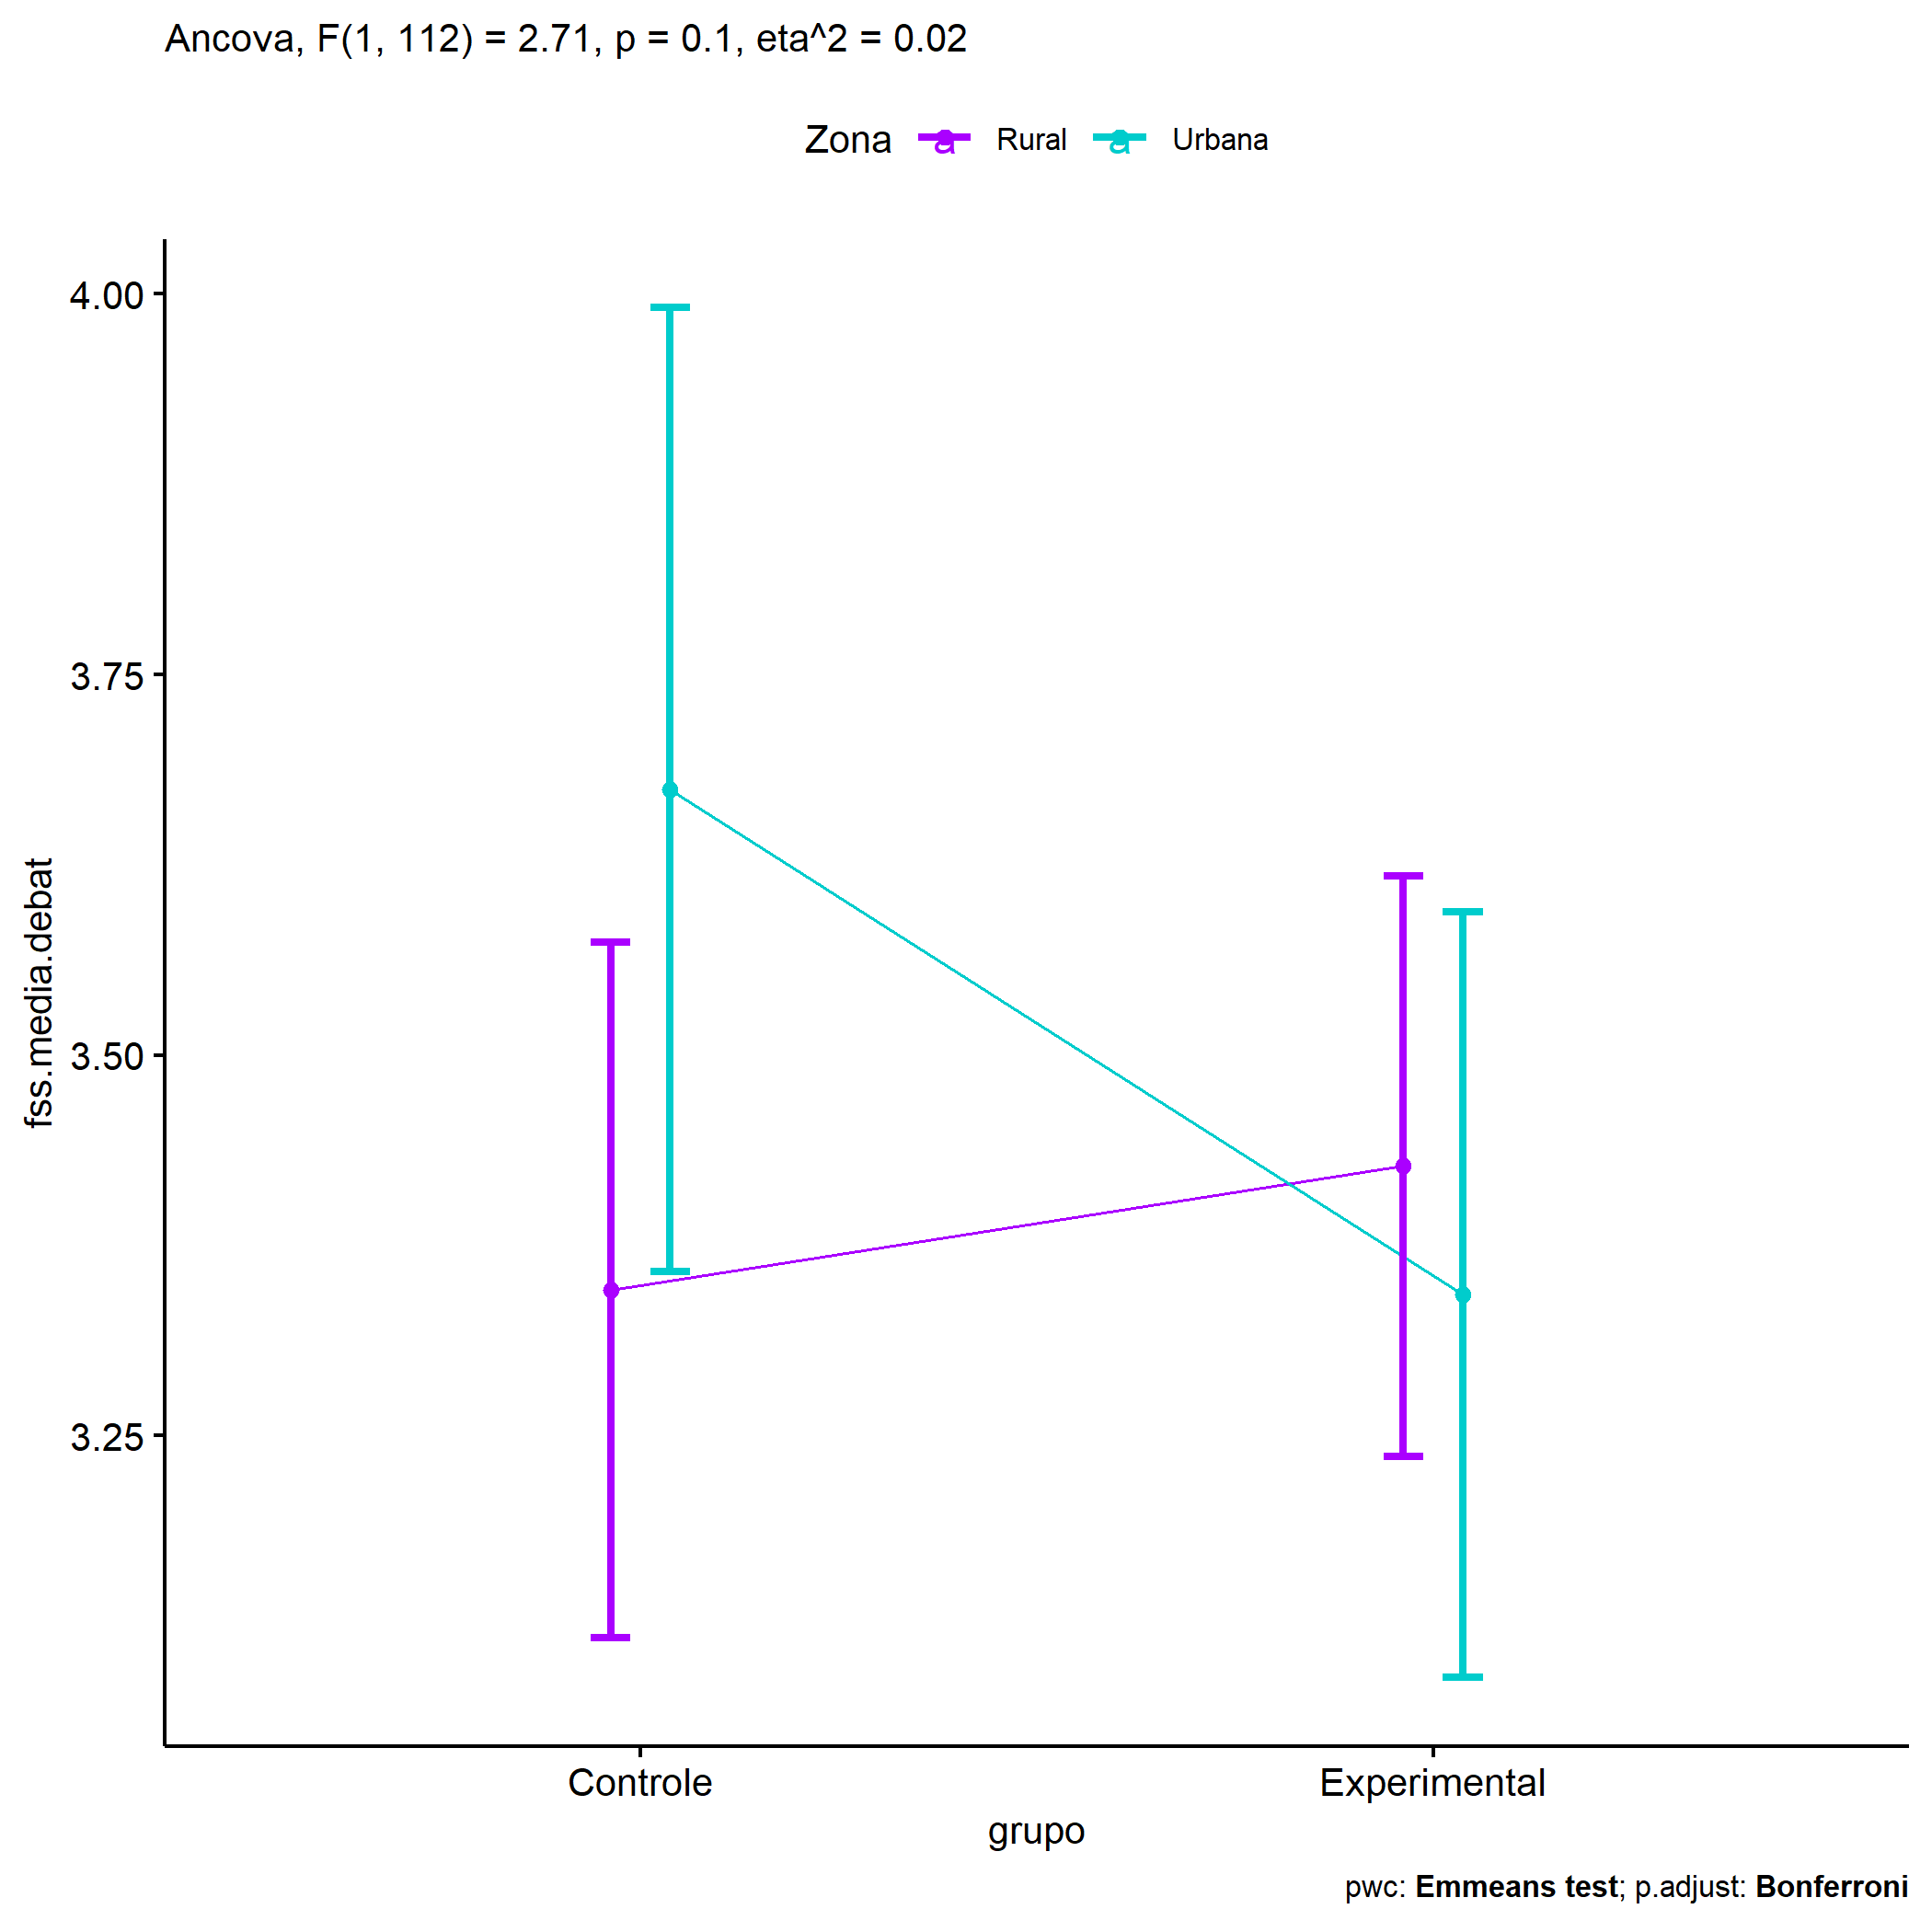 Ancova, F(1, 112) = 2.71, p = 0.1, eta^2 = 0.02
Zona a Rural a Urbana
4.00
3.75
3.50
3.25
fss.media.debat
Controle Experimental
grupo
pwc: Emmeans test; p.adjust: Bonferroni